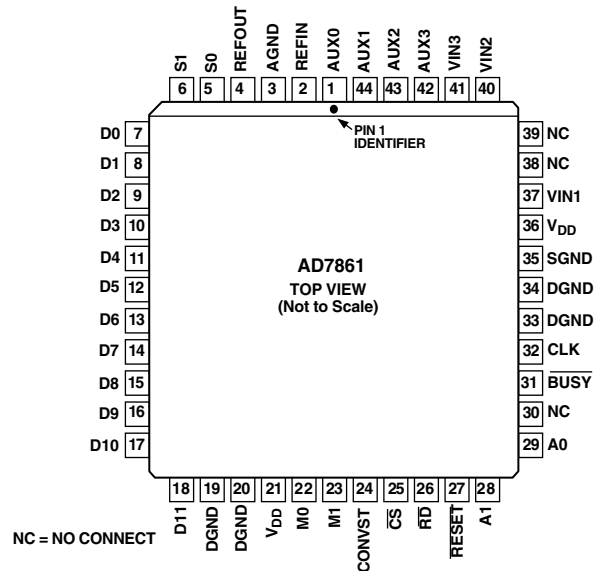 S1
S0
REFOUT
AGND
REFIN
AUX0
AUX1
AUX2
AUX3
VIN3
VIN2
6 5 4 3 2 1 44 43 42 41 40
PIN 1
IDENTIFIER
D0 7
D1 8
D2 9
D3 10
D4 11
D5 12
D6 13
D7 14
D8 15
D9 16
D10 17
AD7861
TOP VIEW
(Not to Scale)
39 NC
38 NC
37 VIN1
36 VDD
35 SGND
34 DGND
33 DGND
32 CLK
31 BUSY
30 NC
29 A0
18 19 20 21 22 23 24 25 26 27 28
D11
DGND
DGND
VDD
M0
M1
CONVST
CS
RD
RESET
A1
NC = NO CONNECT